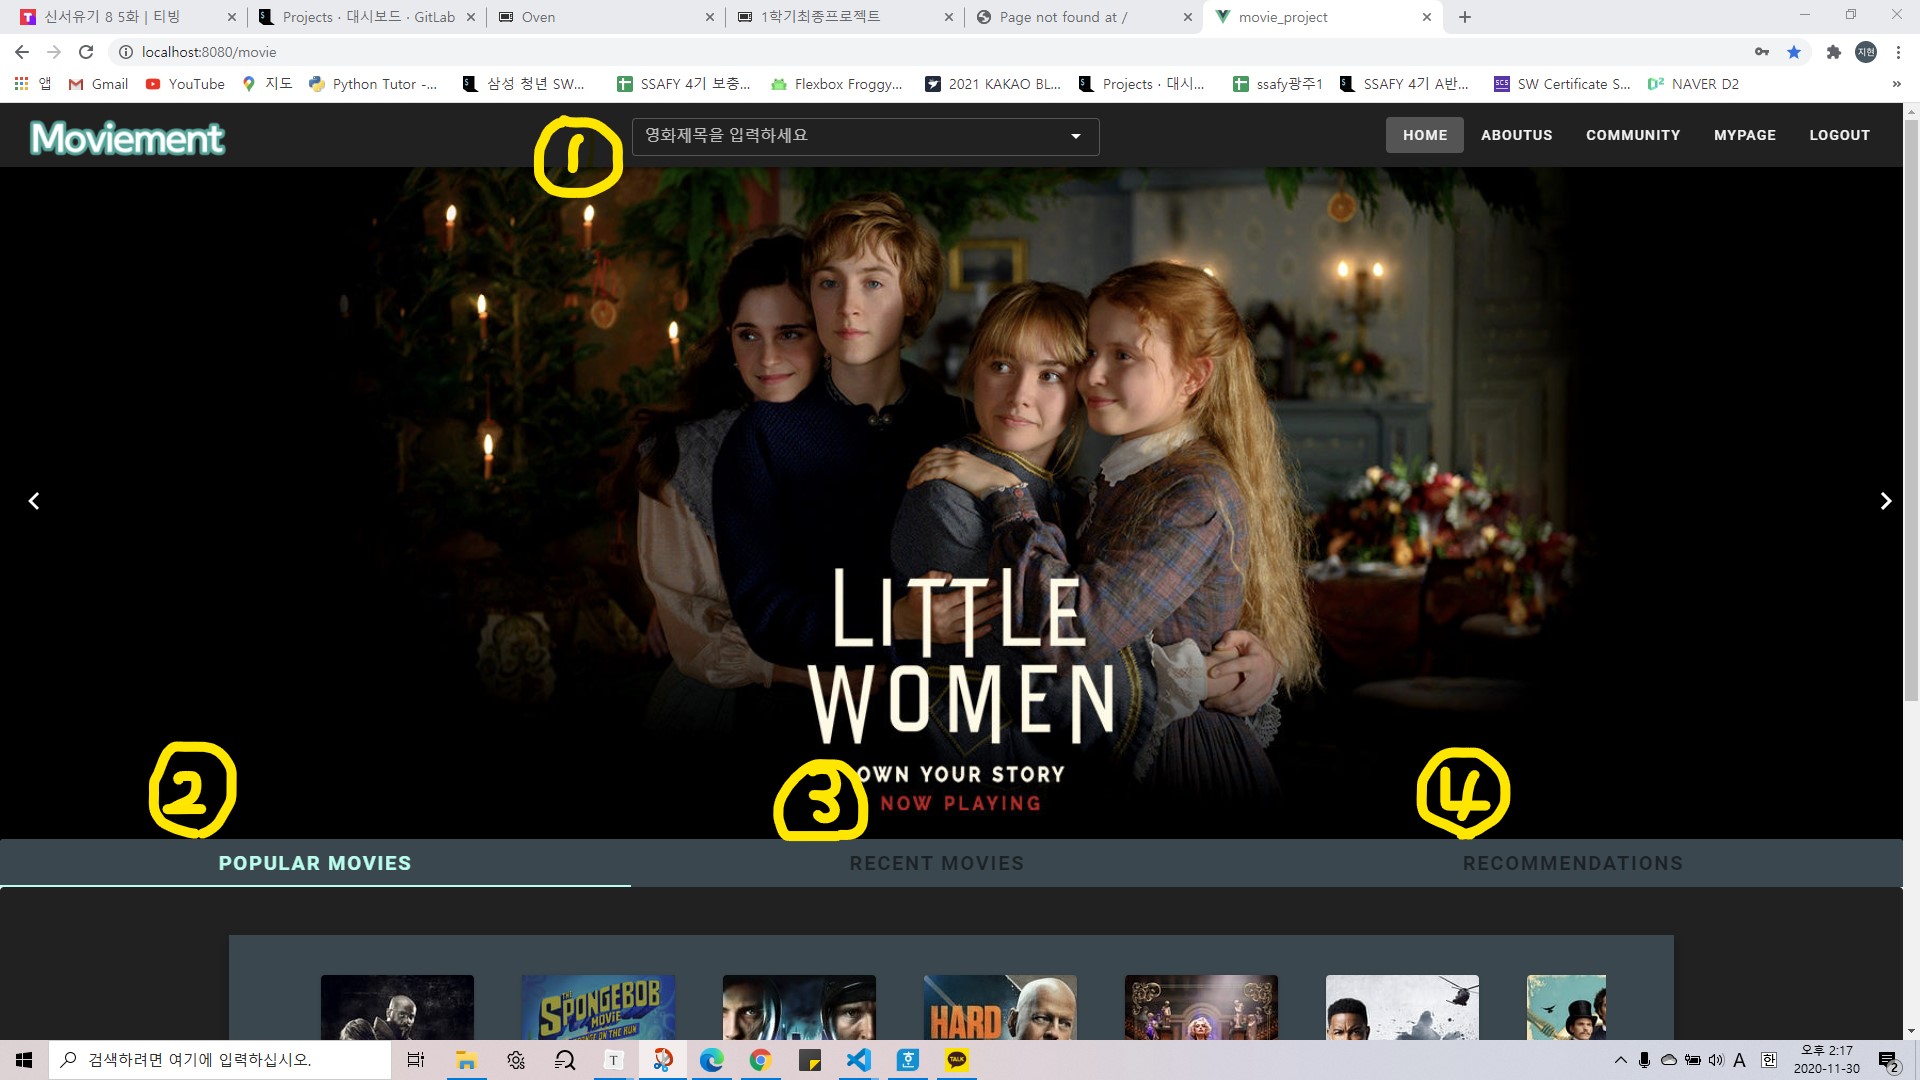 신서유기 8 5화 | 티빙
Projects · 대시보드 · GitLab
Oven
1학기최종프로젝트
Page not found at /
movie_project
localhost:8080/movie
지현
앱 Gmail YouTube 지도 Python Tutor -... 삼성 청년 SW... SSAFY 4기 보충... Flexbox Froggy... 2021 KAKAO BL... Projects · 대시... ssafy광주1 SSAFY 4기 A반... SW Certificate S... NAVER D2 »
Moviement
1
영화제목을 입력하세요
HOME ABOUTUS COMMUNITY MYPAGE LOGOUT
LITTLE
WOMEN
OWN YOUR STORY
NOW PLAYING
2
3
4
POPULAR MOVIES RECENT MOVIES RECOMMENDATIONS
THE
SPONGEBOB
MOVIE
HARD
검색하려면 여기에 입력하십시오.
T
TALK
A
한
오후 2:17
2020-11-30
2